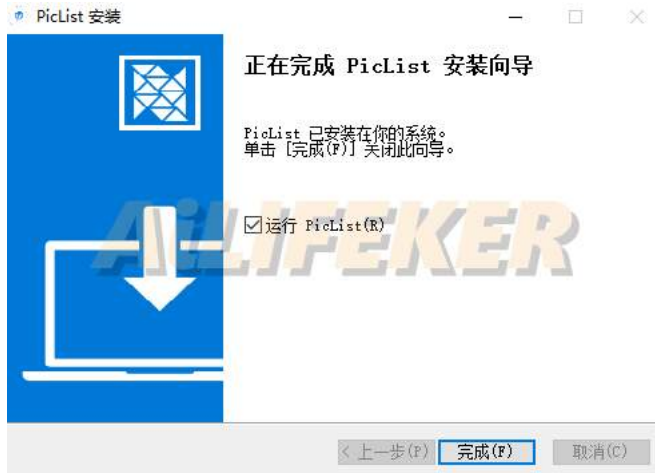 PicList 安装
正在完成 PicList 安装向导
PicList 已安装在你的系统。
单击 [完成(F)] 关闭此向导。
运行 PicList(R)
AiLIFEKER
< 上一步(P)
完成(F)
取消(C)